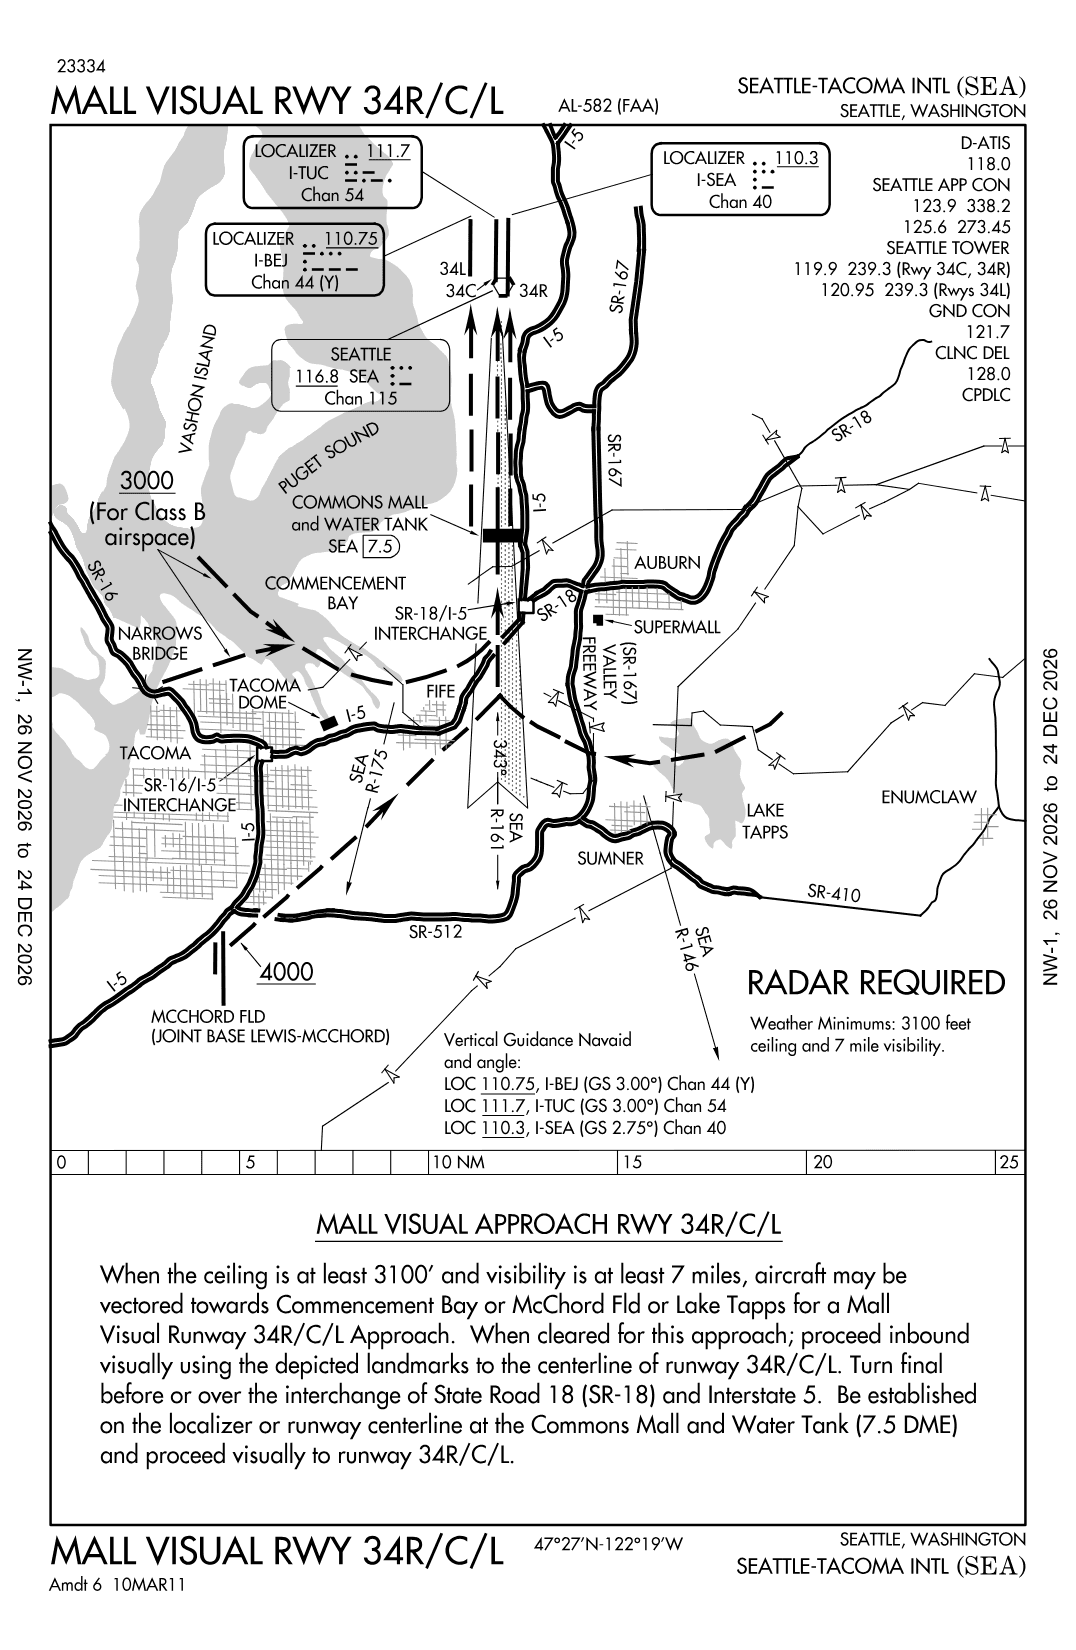 23334
MALL VISUAL RWY 34R/C/L
AL-582 (FAA)
SEATTLE-TACOMA INTL (SEA)
SEATTLE, WASHINGTON
LOCALIZER 111.7
I-TUC
Chan 54
LOCALIZER 110.3
I-SEA
Chan 40
LOCALIZER 110.75
I-BEJ
Chan 44 (Y)
D-ATIS
118.0
SEATTLE APP CON
123.9 338.2
125.6 273.45
SEATTLE TOWER
119.9 239.3 (Rwy 34C, 34R)
120.95 239.3 (Rwys 34L)
GND CON
121.7
CLNC DEL
128.0
CPDLC
I-5
34L
34C
34R
SR-167
I-5
SEATTLE
116.8 SEA
Chan 115
VASHON ISLAND
PUGET SOUND
SR-18
SR-167
3000
(For Class B
airspace)
COMMONS MALL
and WATER TANK
SEA 7.5
I-5
SR-16
COMMENCEMENT
BAY
AUBURN
SR-18/I-5
INTERCHANGE
SR-18
SUPERMALL
NARROWS
BRIDGE
(SR-167)
VALLEY
FREEWAY
TACOMA
DOME
FIFE
I-5
TACOMA
SEA
R-175
343°
SR-16/I-5
INTERCHANGE
SEA
R-161
LAKE
TAPPS
ENUMCLAW
I-5
SUMNER
SR-410
SR-512
SEA
R-146
4000
I-5
MCCHORD FLD
(JOINT BASE LEWIS-MCCHORD)
RADAR REQUIRED
Weather Minimums: 3100 feet
ceiling and 7 mile visibility.
Vertical Guidance Navaid
and angle:
LOC 110.75, I-BEJ (GS 3.00°) Chan 44 (Y)
LOC 111.7, I-TUC (GS 3.00°) Chan 54
LOC 110.3, I-SEA (GS 2.75°) Chan 40
0 5 10 NM 15 20 25
MALL VISUAL APPROACH RWY 34R/C/L
When the ceiling is at least 3100’ and visibility is at least 7 miles, aircraft may be
vectored towards Commencement Bay or McChord Fld or Lake Tapps for a Mall
Visual Runway 34R/C/L Approach. When cleared for this approach; proceed inbound
visually using the depicted landmarks to the centerline of runway 34R/C/L. Turn final
before or over the interchange of State Road 18 (SR-18) and Interstate 5. Be established
on the localizer or runway centerline at the Commons Mall and Water Tank (7.5 DME)
and proceed visually to runway 34R/C/L.
MALL VISUAL RWY 34R/C/L
Amdt 6 10MAR11
47°27’N-122°19’W
SEATTLE, WASHINGTON
SEATTLE-TACOMA INTL (SEA)
NW-1, 26 NOV 2026 to 24 DEC 2026
NW-1, 26 NOV 2026 to 24 DEC 2026